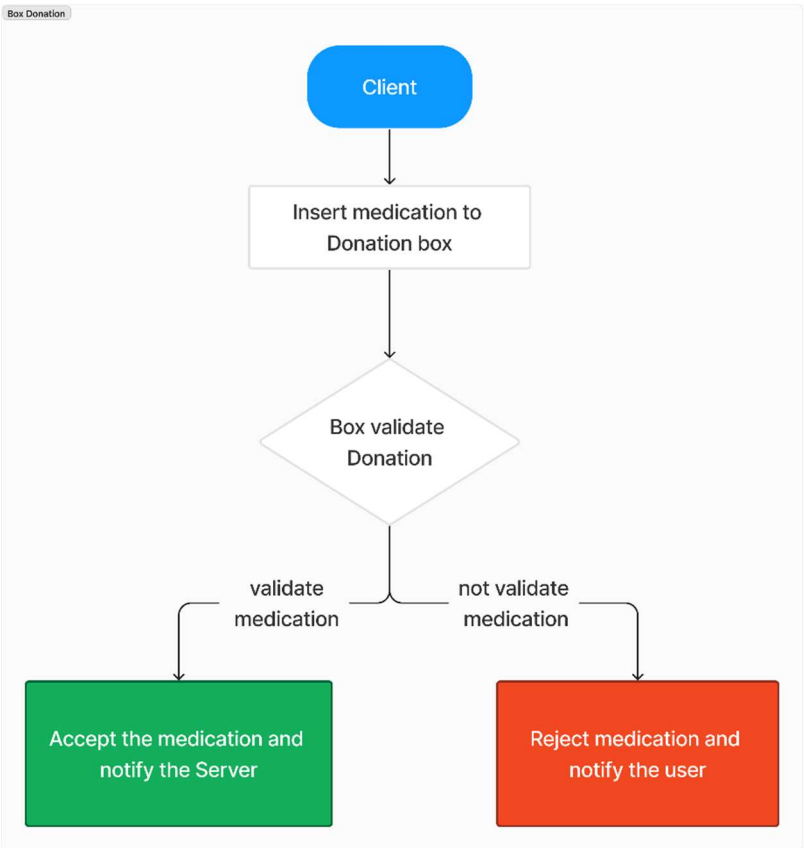 Box Donation
Client
Insert medication to
Donation box
Box validate
Donation
validate
medication
not validate
medication
Accept the medication and
notify the Server
Reject medication and
notify the user